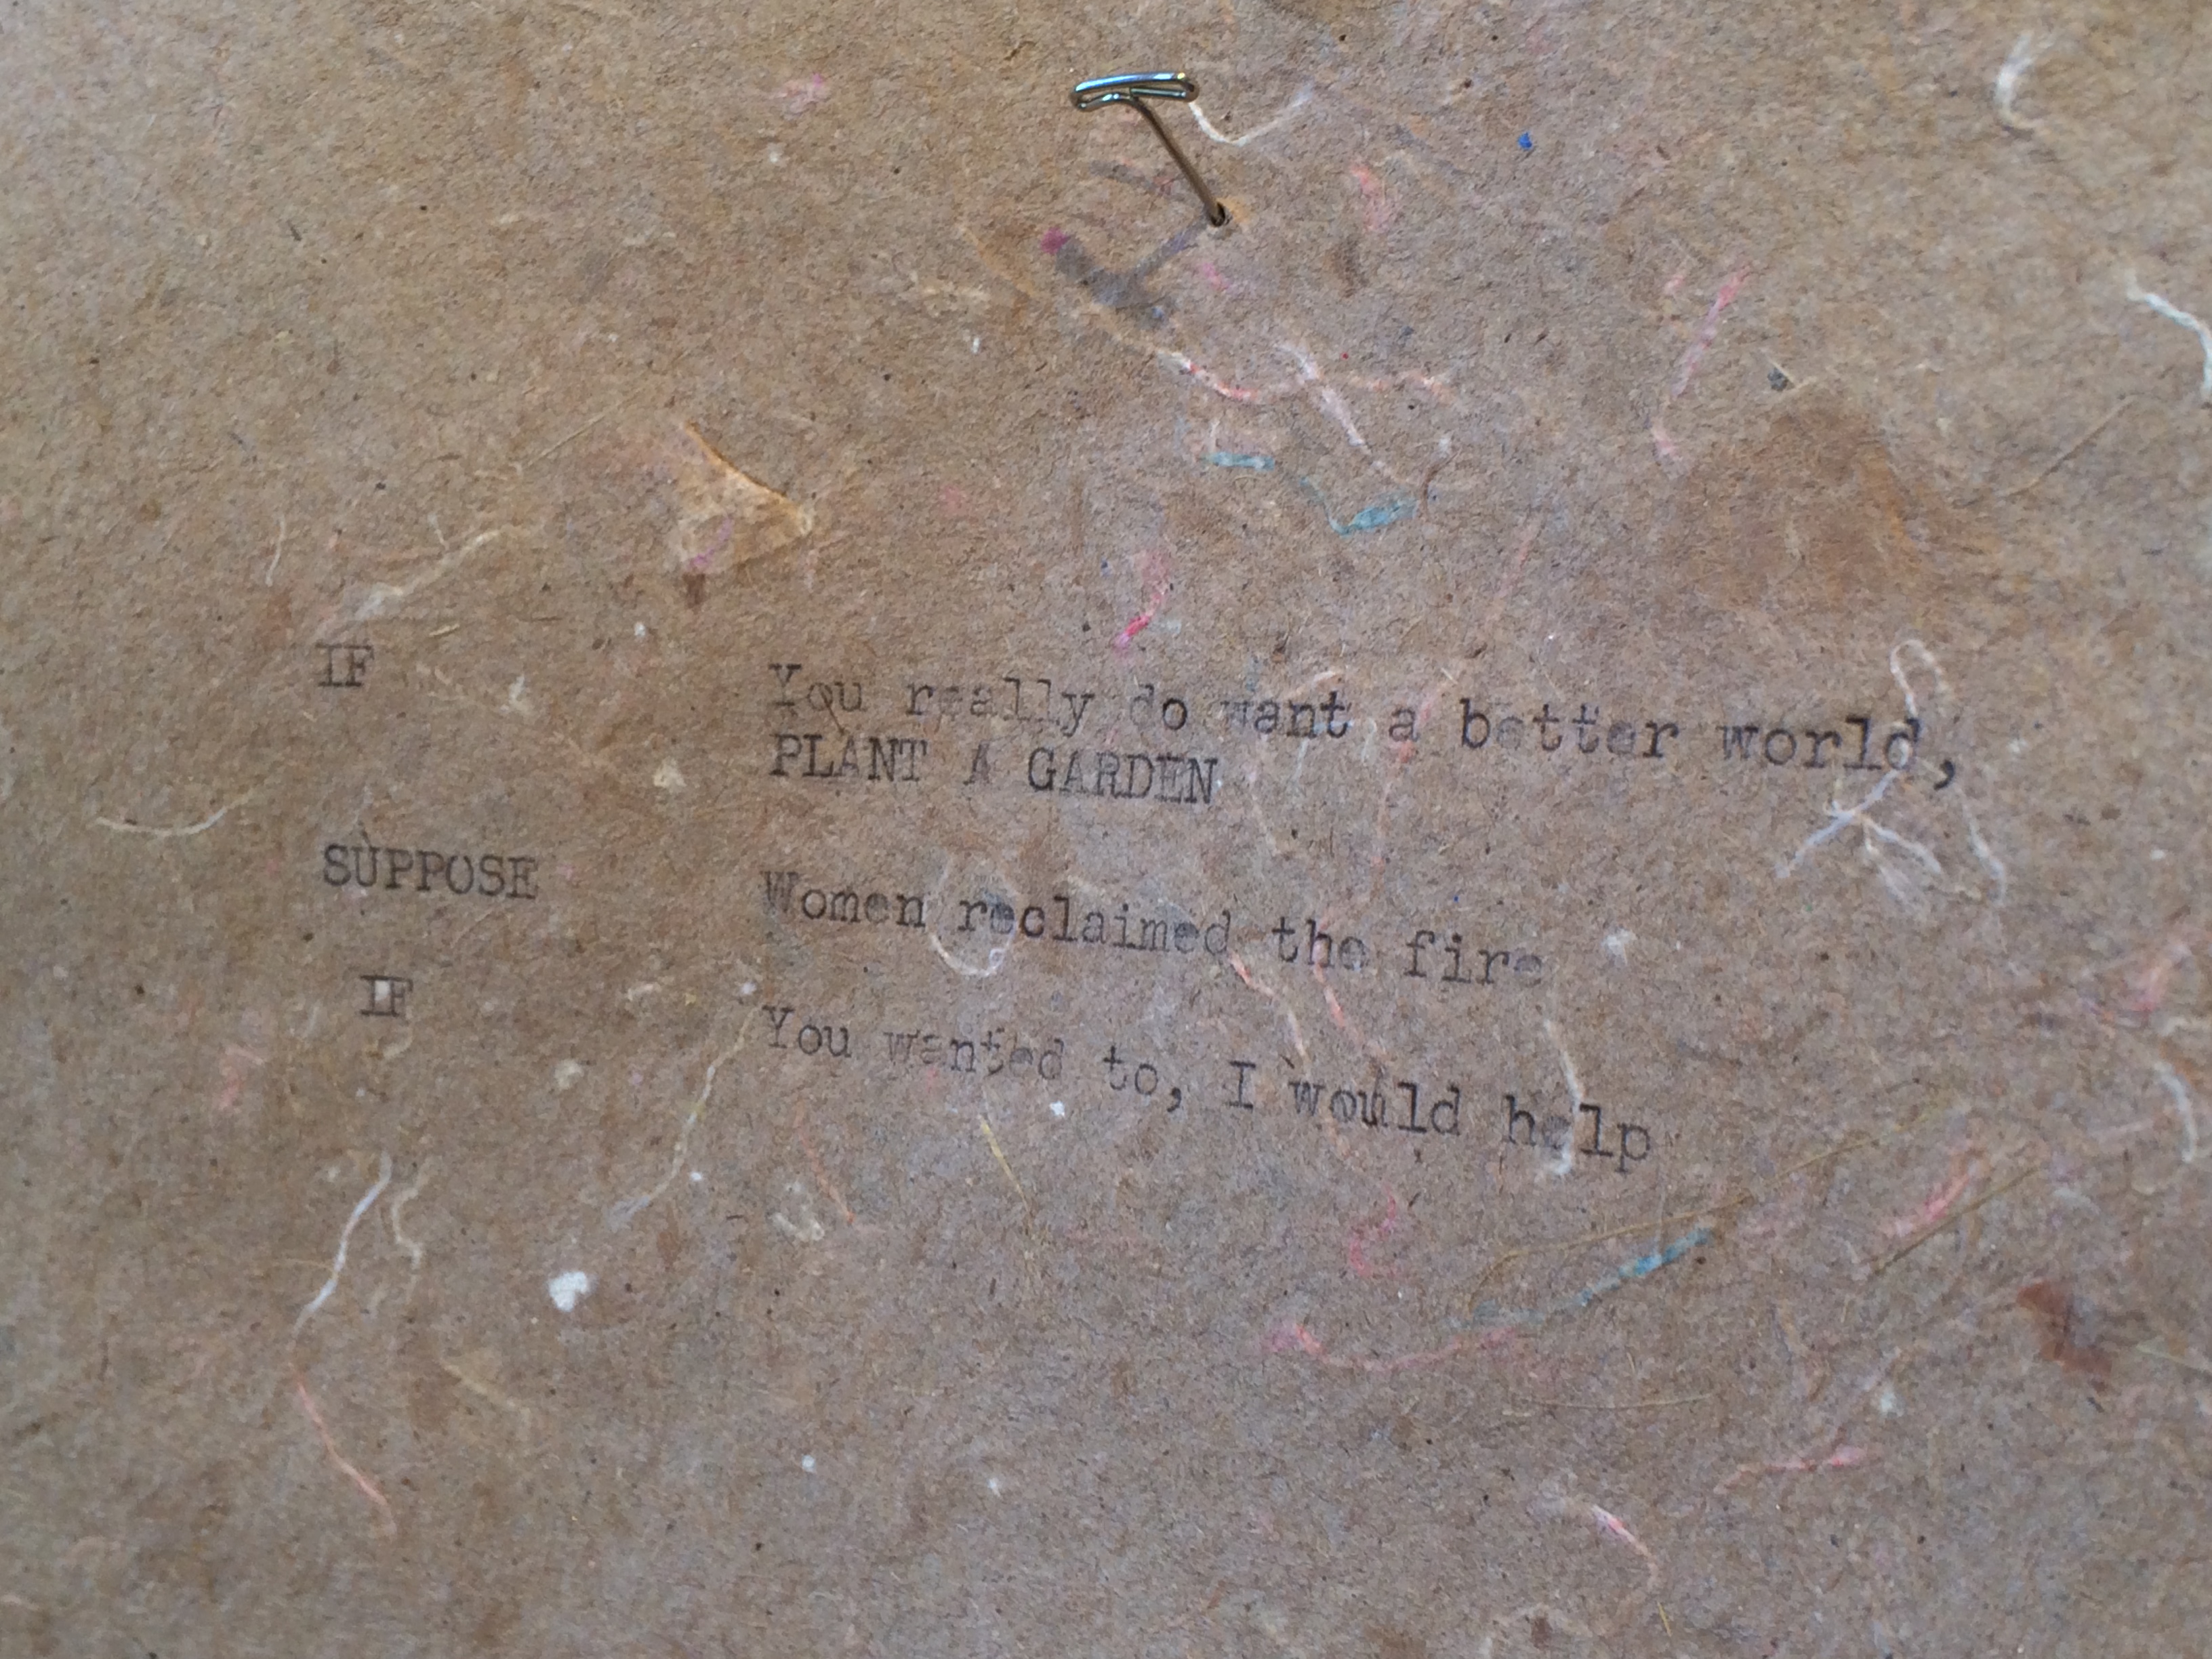 IF You really do want a better world,
PLANT A GARDEN
SUPPOSE Women reclaimed the fire
IF You wanted to, I would help